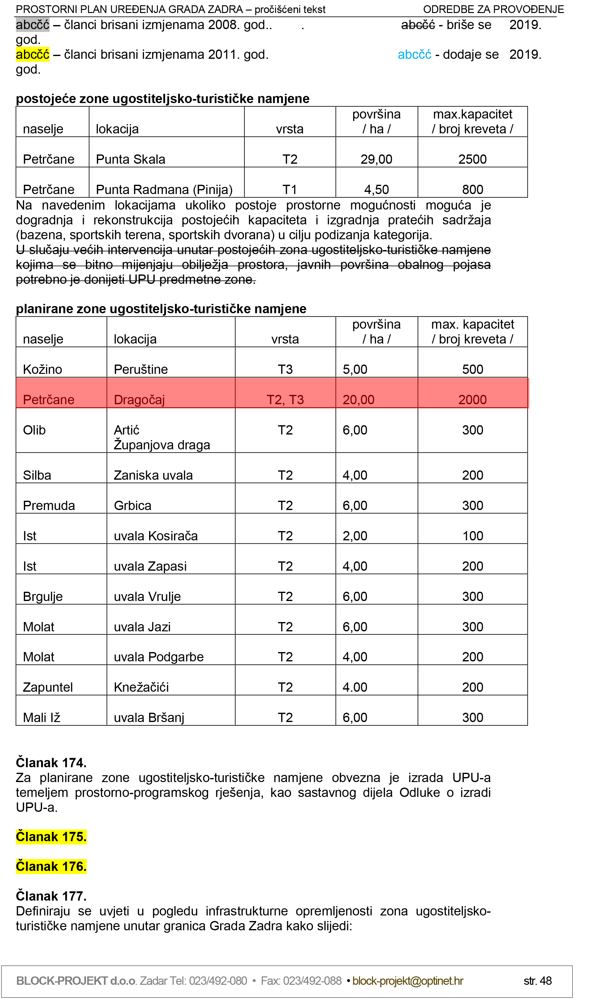 PROSTORNI PLAN UREĐENJA GRADA ZADRA – pročišćeni tekst ODREDBE ZA PROVOĐENJE
abcčć – članci brisani izmjenama 2008. god.. . abcčć - briše se 2019.
god.
abcčć – članci brisani izmjenama 2011. god. abcčć - dodaje se 2019.
god.
postojeće zone ugostiteljsko-turističke namjene
naselje lokacija vrsta površina / ha / max.kapacitet / broj kreveta /
Petrčane Punta Skala T2 29,00 2500
Petrčane Punta Radmana (Pinija) T1 4,50 800
Na navedenim lokacijama ukoliko postoje prostorne mogućnosti moguća je
dogradnja i rekonstrukcija postojećih kapaciteta i izgradnja pratećih sadržaja
(bazena, sportskih terena, sportskih dvorana) u cilju podizanja kategorija.
U slučaju većih intervencija unutar postojećih zona ugostiteljsko-turističke namjene
kojima se bitno mijenjaju obilježja prostora, javnih površina obalnog pojasa
potrebno je donijeti UPU predmetne zone.
planirane zone ugostiteljsko-turističke namjene
naselje lokacija vrsta površina / ha / max. kapacitet / broj kreveta /
Kožino Peruštine T3 5,00 500
Petrčane Dragočaj T2, T3 20,00 2000
Olib Artić T2 6,00 300
Županjova draga
Silba Zaniska uvala T2 4,00 200
Premuda Grbica T2 6,00 300
Ist uvala Kosirača T2 2,00 100
Ist uvala Zapasi T2 4,00 200
Brgulje uvala Vrulje T2 6,00 300
Molat uvala Jazi T2 6,00 300
Molat uvala Podgarbe T2 4,00 200
Zapuntel Knežačići T2 4.00 200
Mali Iž uvala Bršanj T2 6,00 300
Članak 174.
Za planirane zone ugostiteljsko-turističke namjene obvezna je izrada UPU-a
temeljem prostorno-programskog rješenja, kao sastavnog dijela Odluke o izradi
UPU-a.
Članak 175.
Članak 176.
Članak 177.
Definiraju se uvjeti u pogledu infrastrukturne opremljenosti zona ugostiteljsko-
turističke namjene unutar granica Grada Zadra kako slijedi:
BLOCK-PROJEKT d.o.o. Zadar Tel: 023/492-080 • Fax: 023/492-088 • block-projekt@optinet.hr str. 48